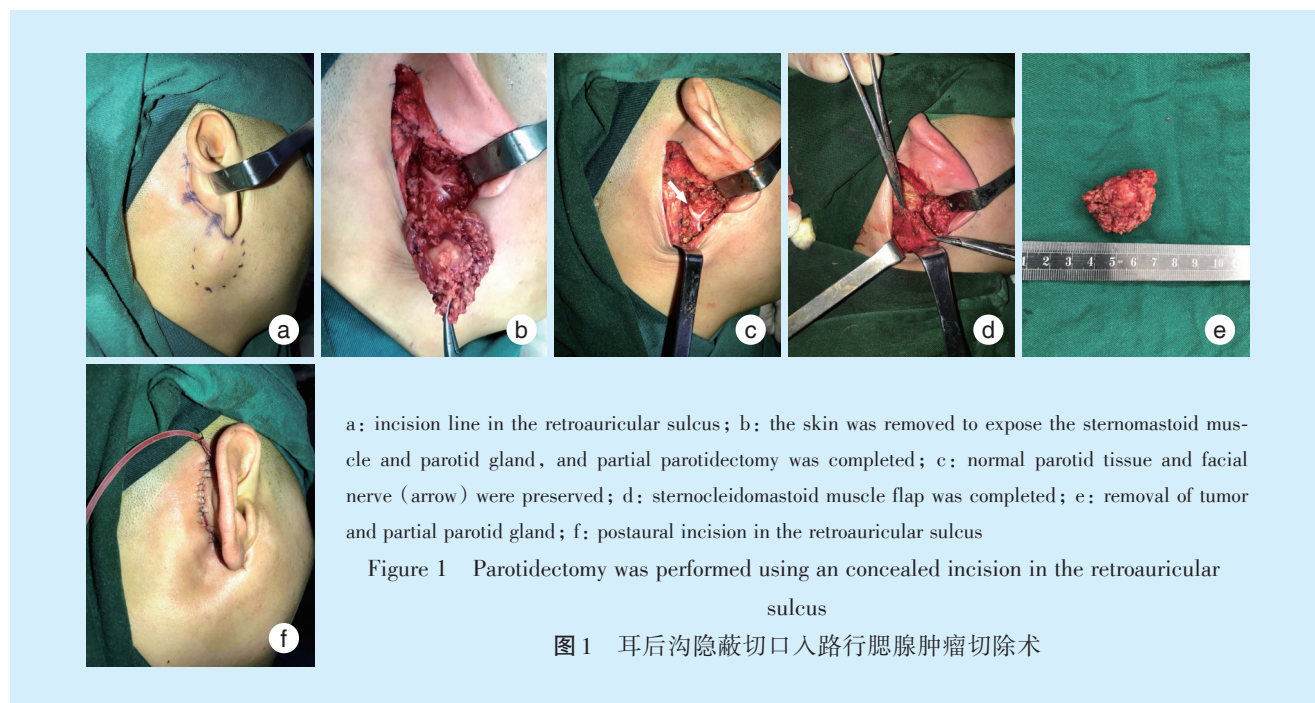 a
b
c
d
e
1 2 3 4 5 6 7 8 9 10
f
a: incision line in the retroauricular sulcus; b: the skin was removed to expose the sternomastoid mus-
cle and parotid gland, and partial parotidectomy was completed; c: normal parotid tissue and facial
nerve (arrow) were preserved; d: sternocleidomastoid muscle flap was completed; e: removal of tumor
and partial parotid gland; f: postaural incision in the retroauricular sulcus
Figure 1 Parotidectomy was performed using an concealed incision in the retroauricular
sulcus
图1 耳后沟隐蔽切口入路行腮腺肿瘤切除术